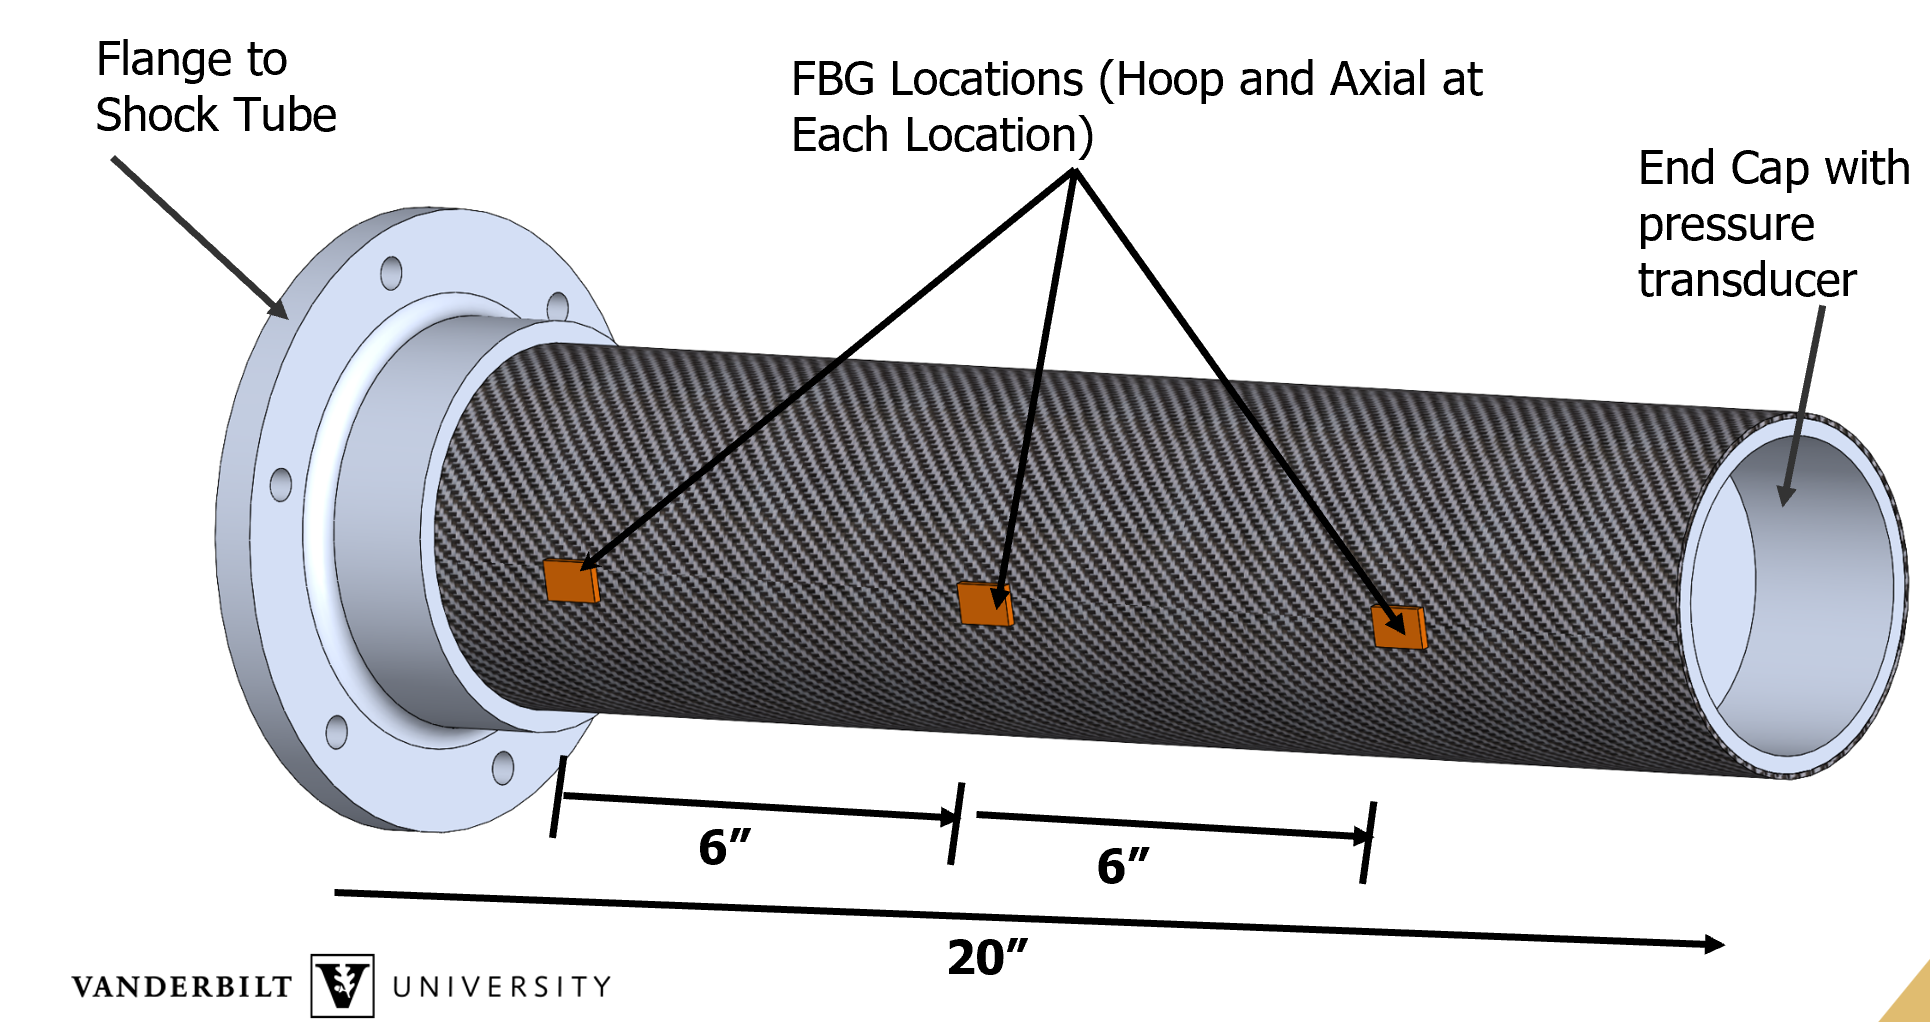 Flange to
Shock Tube
FBG Locations (Hoop and Axial at
Each Location)
End Cap with
pressure
transducer
6”
6”
20”
VANDERBILT V UNIVERSITY